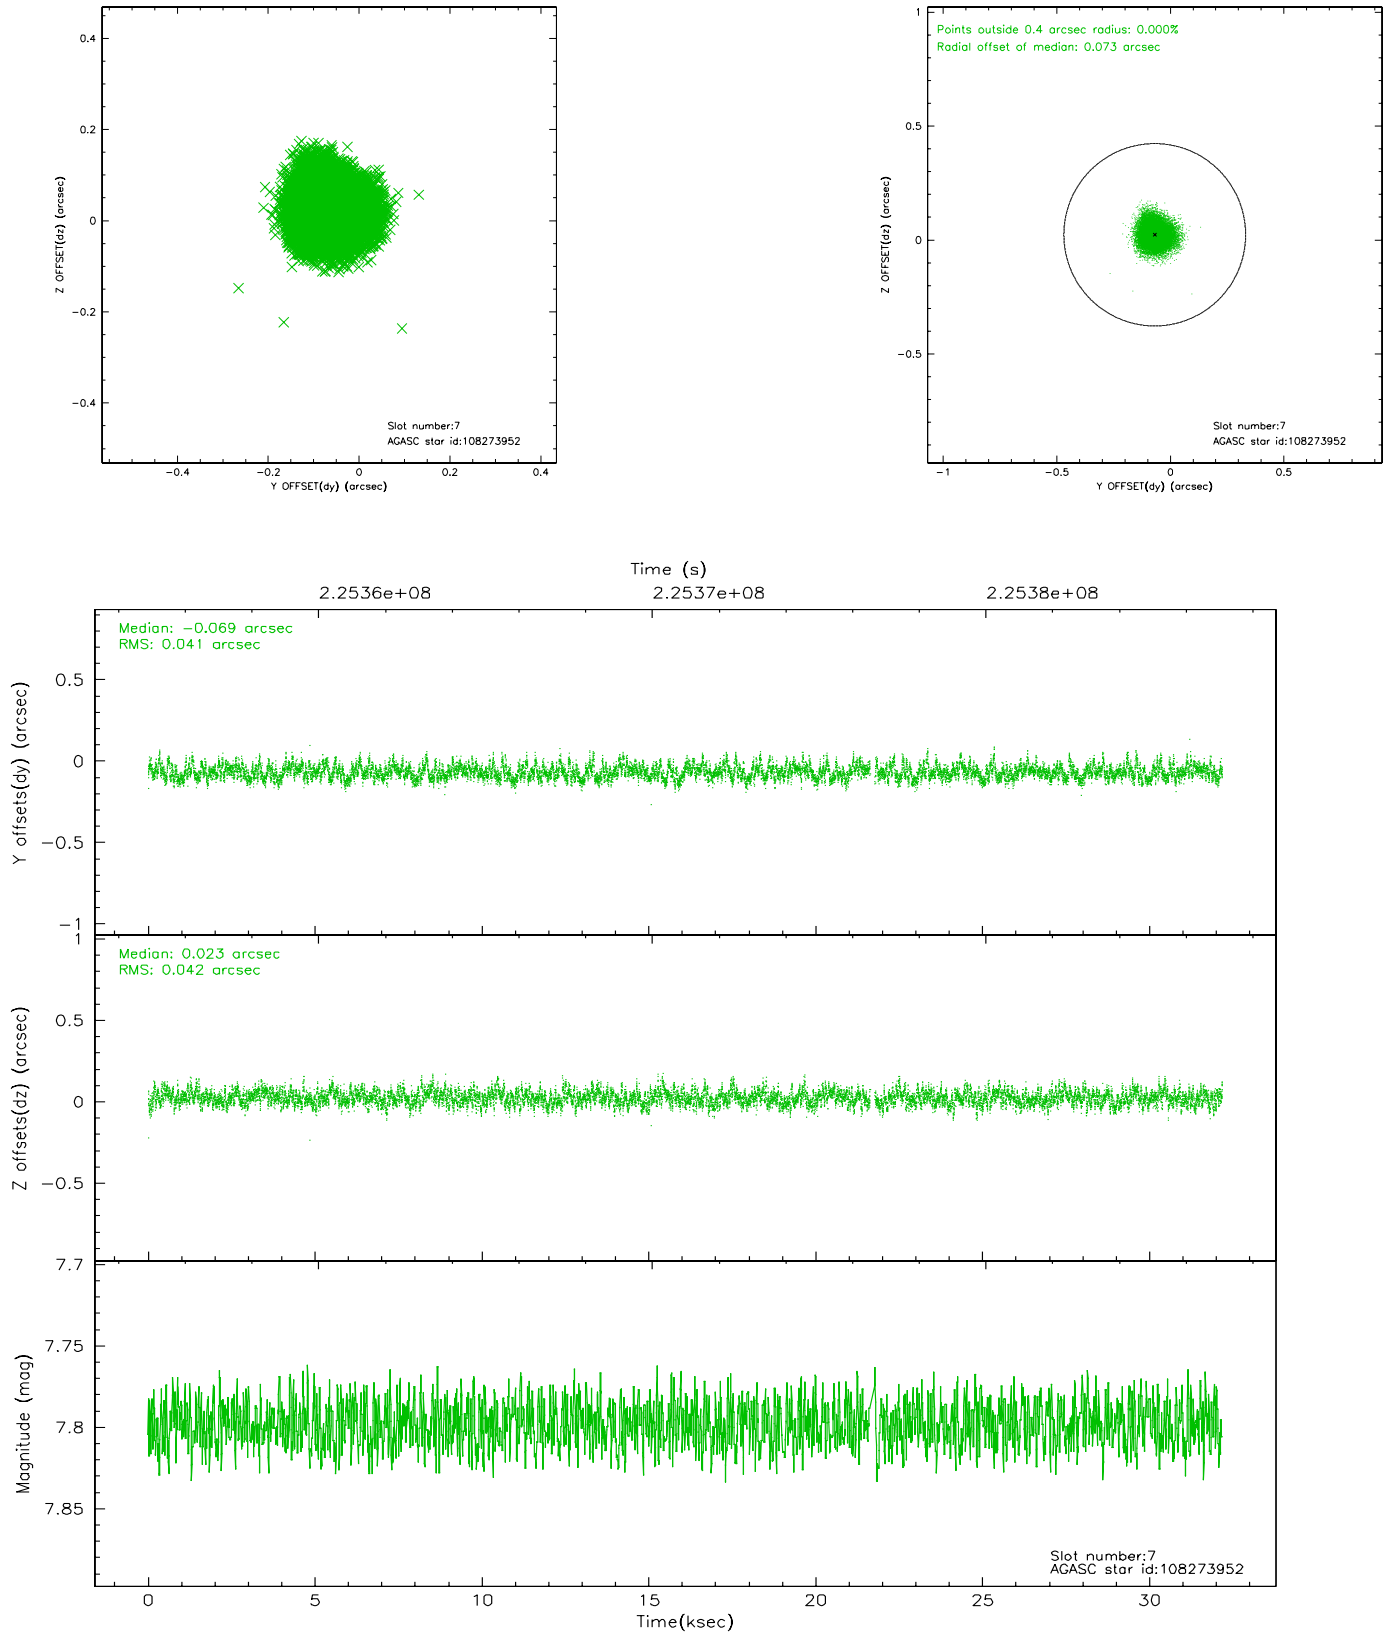 0.4
0.2
0
−0.2
−0.4
Z OFFSET(dz) (arcsec)
Slot number:7
AGASC star id:108273952
−0.4
−0.2
0
0.2
0.4
Y OFFSET(dy) (arcsec)
Points outside 0.4 arcsec radius: 0.000%
Radial offset of median: 0.073 arcsec
1
0.5
0
−0.5
Z OFFSET(dz) (arcsec)
Slot number:7
AGASC star id:108273952
−1
−0.5
0
0.5
Y OFFSET(dy) (arcsec)
Time (s)
2.2536e+08
2.2537e+08
2.2538e+08
Median: −0.069 arcsec
RMS: 0.041 arcsec
0.5
0
−0.5
−1
Y offsets(dy) (arcsec)
Median: 0.023 arcsec
RMS: 0.042 arcsec
1
0.5
0
−0.5
Z offsets(dz) (arcsec)
7.7
7.75
7.8
7.85
Magnitude (mag)
Slot number:7
AGASC star id:108273952
0
5
10
15
20
25
30
Time(ksec)